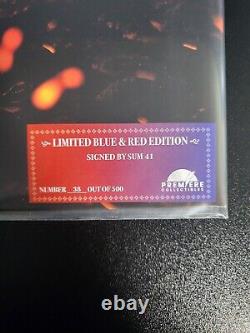 LIMITED BLUE & RED EDITION
SIGNED BY SUM 41
NUMBER 38 OUT OF 500
PREMIERE
COLLECTIBLES